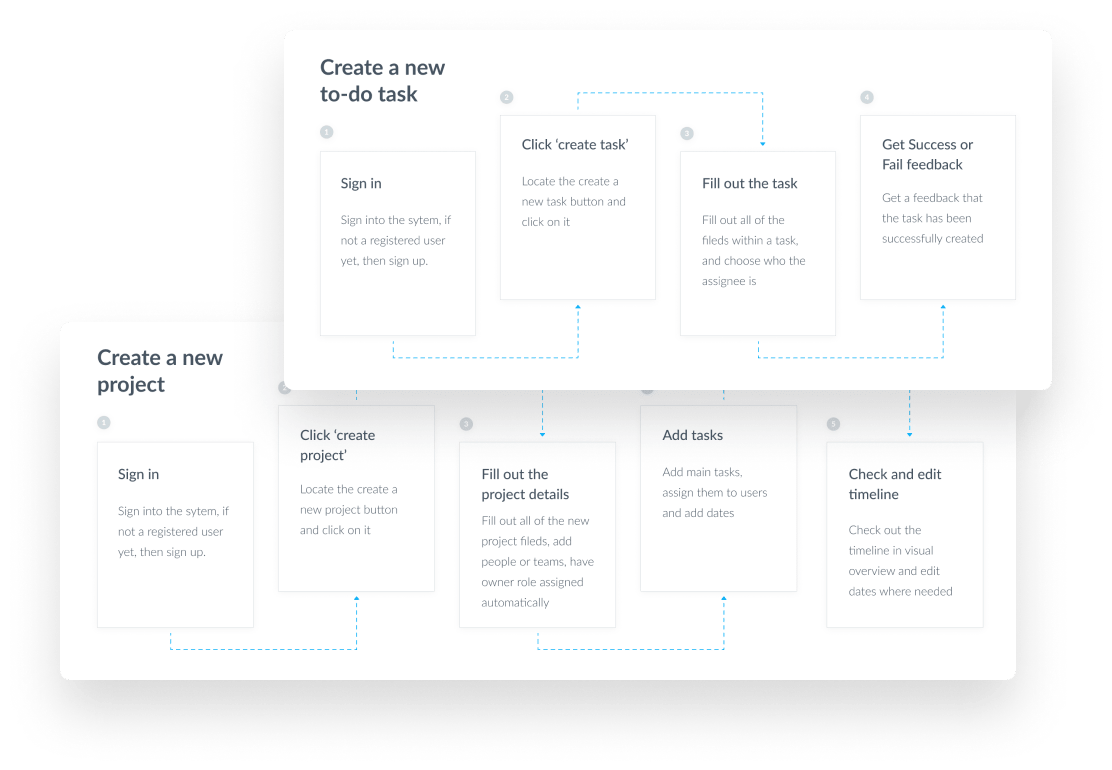 Create a new
to-do task
1
Sign in
Sign into the sytem, if
not a registered user
yet, then sign up.
2
Click ‘create task’
Locate the create a
new task button and
click on it
3
Fill out the task
Fill out all of the
fileds within a task,
and choose who the
assignee is
4
Get Success or
Fail feedback
Get a feedback that
the task has been
successfully created
Create a new
project
1
Sign in
Sign into the sytem, if
not a registered user
yet, then sign up.
Click ‘create
project’
Locate the create a
new project button
and click on it
3
Fill out the
project details
Fill out all of the new
project fileds, add
people or teams, have
owner role assigned
automatically
Add tasks
Add main tasks,
assign them to users
and add dates
5
Check and edit
timeline
Check out the
timeline in visual
overview and edit
dates where needed